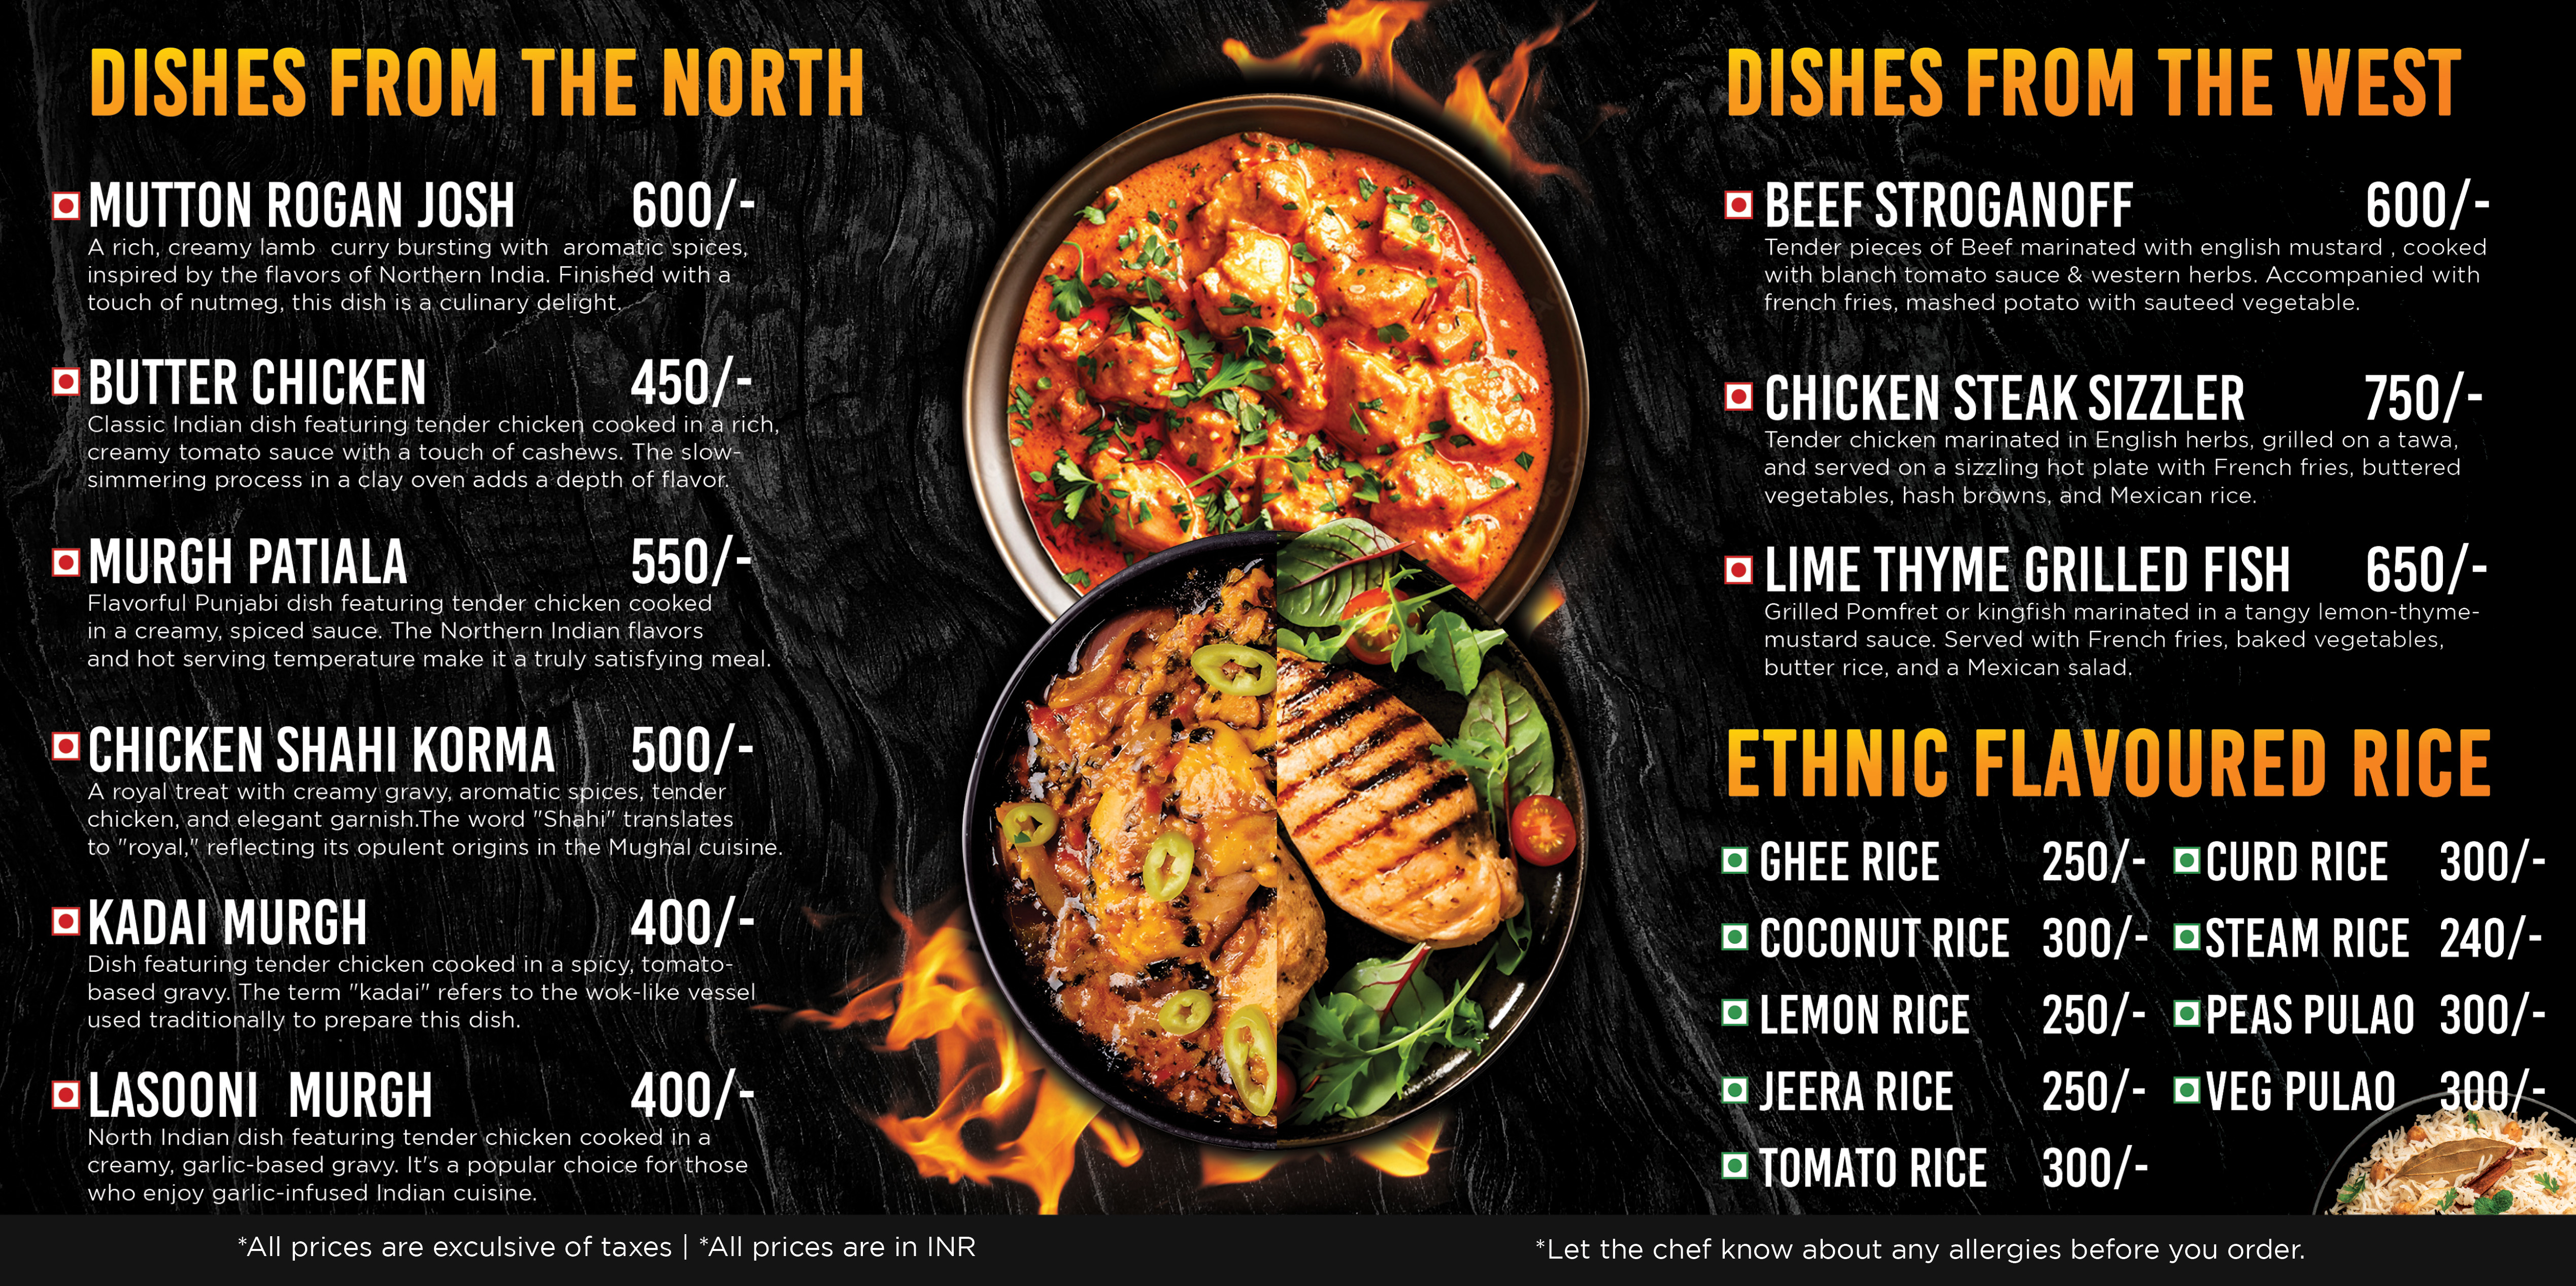 DISHES FROM THE NORTH
MUTTON ROGAN JOSH 600/-
A rich, creamy lamb curry bursting with aromatic spices,
inspired by the flavors of Northern India. Finished with a
touch of nutmeg, this dish is a culinary delight.
BUTTER CHICKEN 450/-
Classic Indian dish featuring tender chicken cooked in a rich,
creamy tomato sauce with a touch of cashews. The slow-
simmering process in a clay oven adds a depth of flavor.
MURGH PATIALA 550/-
Flavorful Punjabi dish featuring tender chicken cooked
in a creamy, spiced sauce. The Northern Indian flavors
and hot serving temperature make it a truly satisfying meal.
CHICKEN SHAHI KORMA 500/-
A royal treat with creamy gravy, aromatic spices, tender
chicken, and elegant garnish.The word "Shahi" translates
to "royal," reflecting its opulent origins in the Mughal cuisine.
KADAI MURGH 400/-
Dish featuring tender chicken cooked in a spicy, tomato-
based gravy. The term "kadai" refers to the wok-like vessel
used traditionally to prepare this dish.
LASOONI MURGH 400/-
North Indian dish featuring tender chicken cooked in a
creamy, garlic-based gravy. It's a popular choice for those
who enjoy garlic-infused Indian cuisine.
*All prices are exculsive of taxes | *All prices are in INR
DISHES FROM THE WEST
BEEF STROGANOFF 600/-
Tender pieces of Beef marinated with english mustard , cooked
with blanch tomato sauce & western herbs. Accompanied with
french fries, mashed potato with sauteed vegetable.
CHICKEN STEAK SIZZLER 750/-
Tender chicken marinated in English herbs, grilled on a tawa,
and served on a sizzling hot plate with French fries, buttered
vegetables, hash browns, and Mexican rice.
LIME THYME GRILLED FISH 650/-
Grilled Pomfret or kingfish marinated in a tangy lemon-thyme-
mustard sauce. Served with French fries, baked vegetables,
butter rice, and a Mexican salad.
ETHNIC FLAVOURED RICE
GHEE RICE 250/- CURD RICE 300/-
COCONUT RICE 300/- STEAM RICE 240/-
LEMON RICE 250/- PEAS PULAO 300/-
JEERA RICE 250/- VEG PULAO 300/-
TOMATO RICE 300/-
*Let the chef know about any allergies before you order.